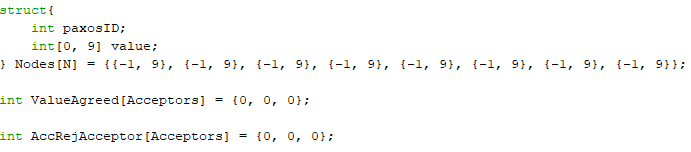 struct{
    int paxosID;
    int[0, 9] value;
} Nodes[N] = {{-1, 9}, {-1, 9}, {-1, 9}, {-1, 9}, {-1, 9}, {-1, 9}, {-1, 9}, {-1, 9}};
int ValueAgreed[Acceptors] = {0, 0, 0};
int AccRejAcceptor[Acceptors] = {0, 0, 0};